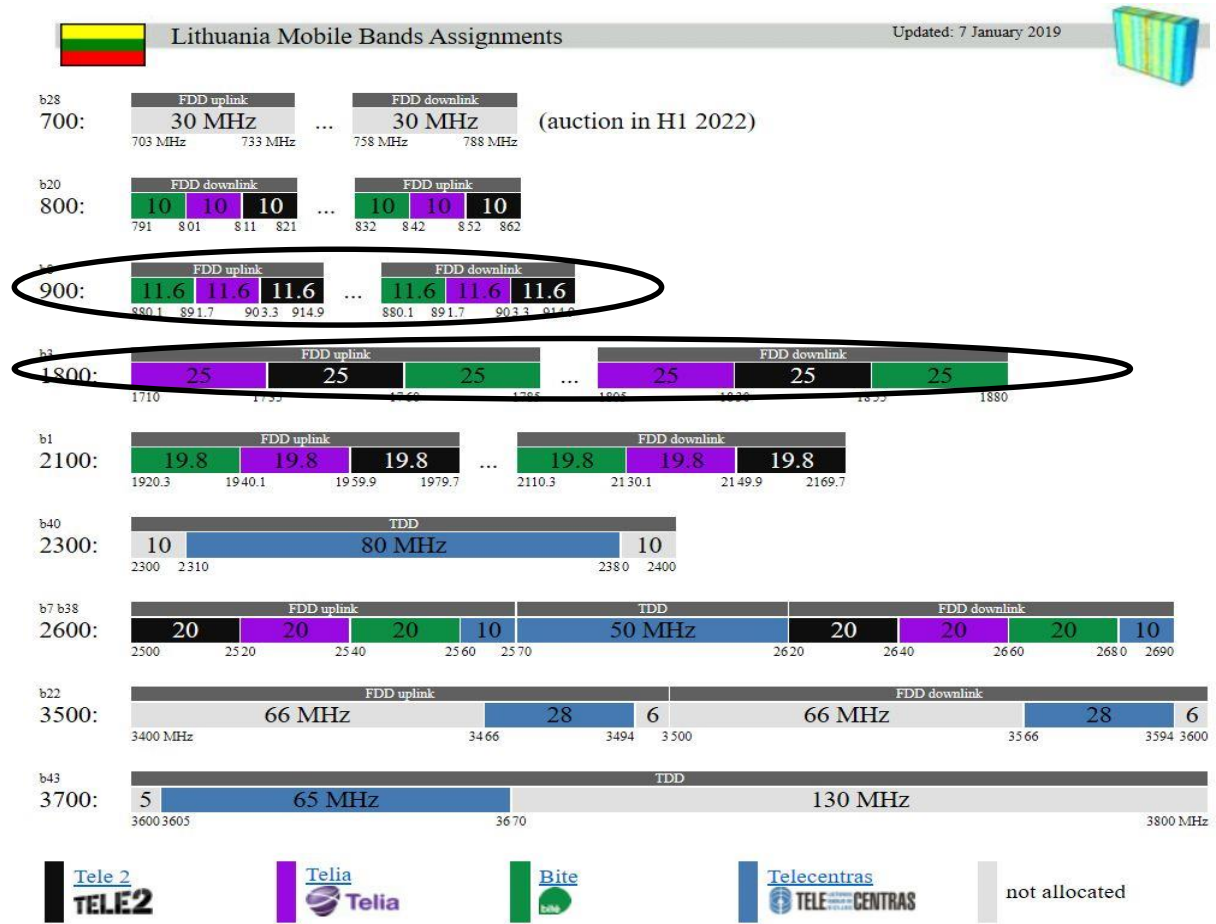 Lithuania Mobile Bands Assignments
Updated: 7 January 2019
b28
FDD uplink FDD downlink
700: 30 MHz ... 30 MHz (auction in H1 2022)
703 MHz 733 MHz 758 MHz 788 MHz
b20
FDD downlink FDD uplink
800: 10 10 10 ... 10 10 10
791 801 811 821 832 842 852 862
FDD uplink FDD downlink
900: 11.6 11.6 11.6 ... 11.6 11.6 11.6
880.1 891.7 903.3 914.9 880.1 891.7 903.3
FDD uplink FDD downlink
1800: 25 25 25 ... 25 25 25
1710 1880
b1
FDD uplink FDD downlink
2100: 19.8 19.8 19.8 ... 19.8 19.8 19.8
1920.3 1940.1 1959.9 1979.7 2110.3 2130.1 2149.9 2169.7
b40
TDD
2300: 10 80 MHz 10
2300 2310 2380 2400
b7 b38
FDD uplink TDD FDD downlink
2600: 20 20 20 10 50 MHz 20 20 20 10
2500 2520 2540 2560 2570 2620 2640 2660 2680 2690
b22
FDD uplink FDD downlink
3500: 66 MHz 28 6 66 MHz 28 6
3400 MHz 3466 3494 3500 3566 3594 3600
b43
TDD
3700: 5 65 MHz 130 MHz
3600 3605 3670 3800 MHz
Tele 2 Telia Bite Telecentras
TELE2 Telia bitė TELE CENTRAS not allocated